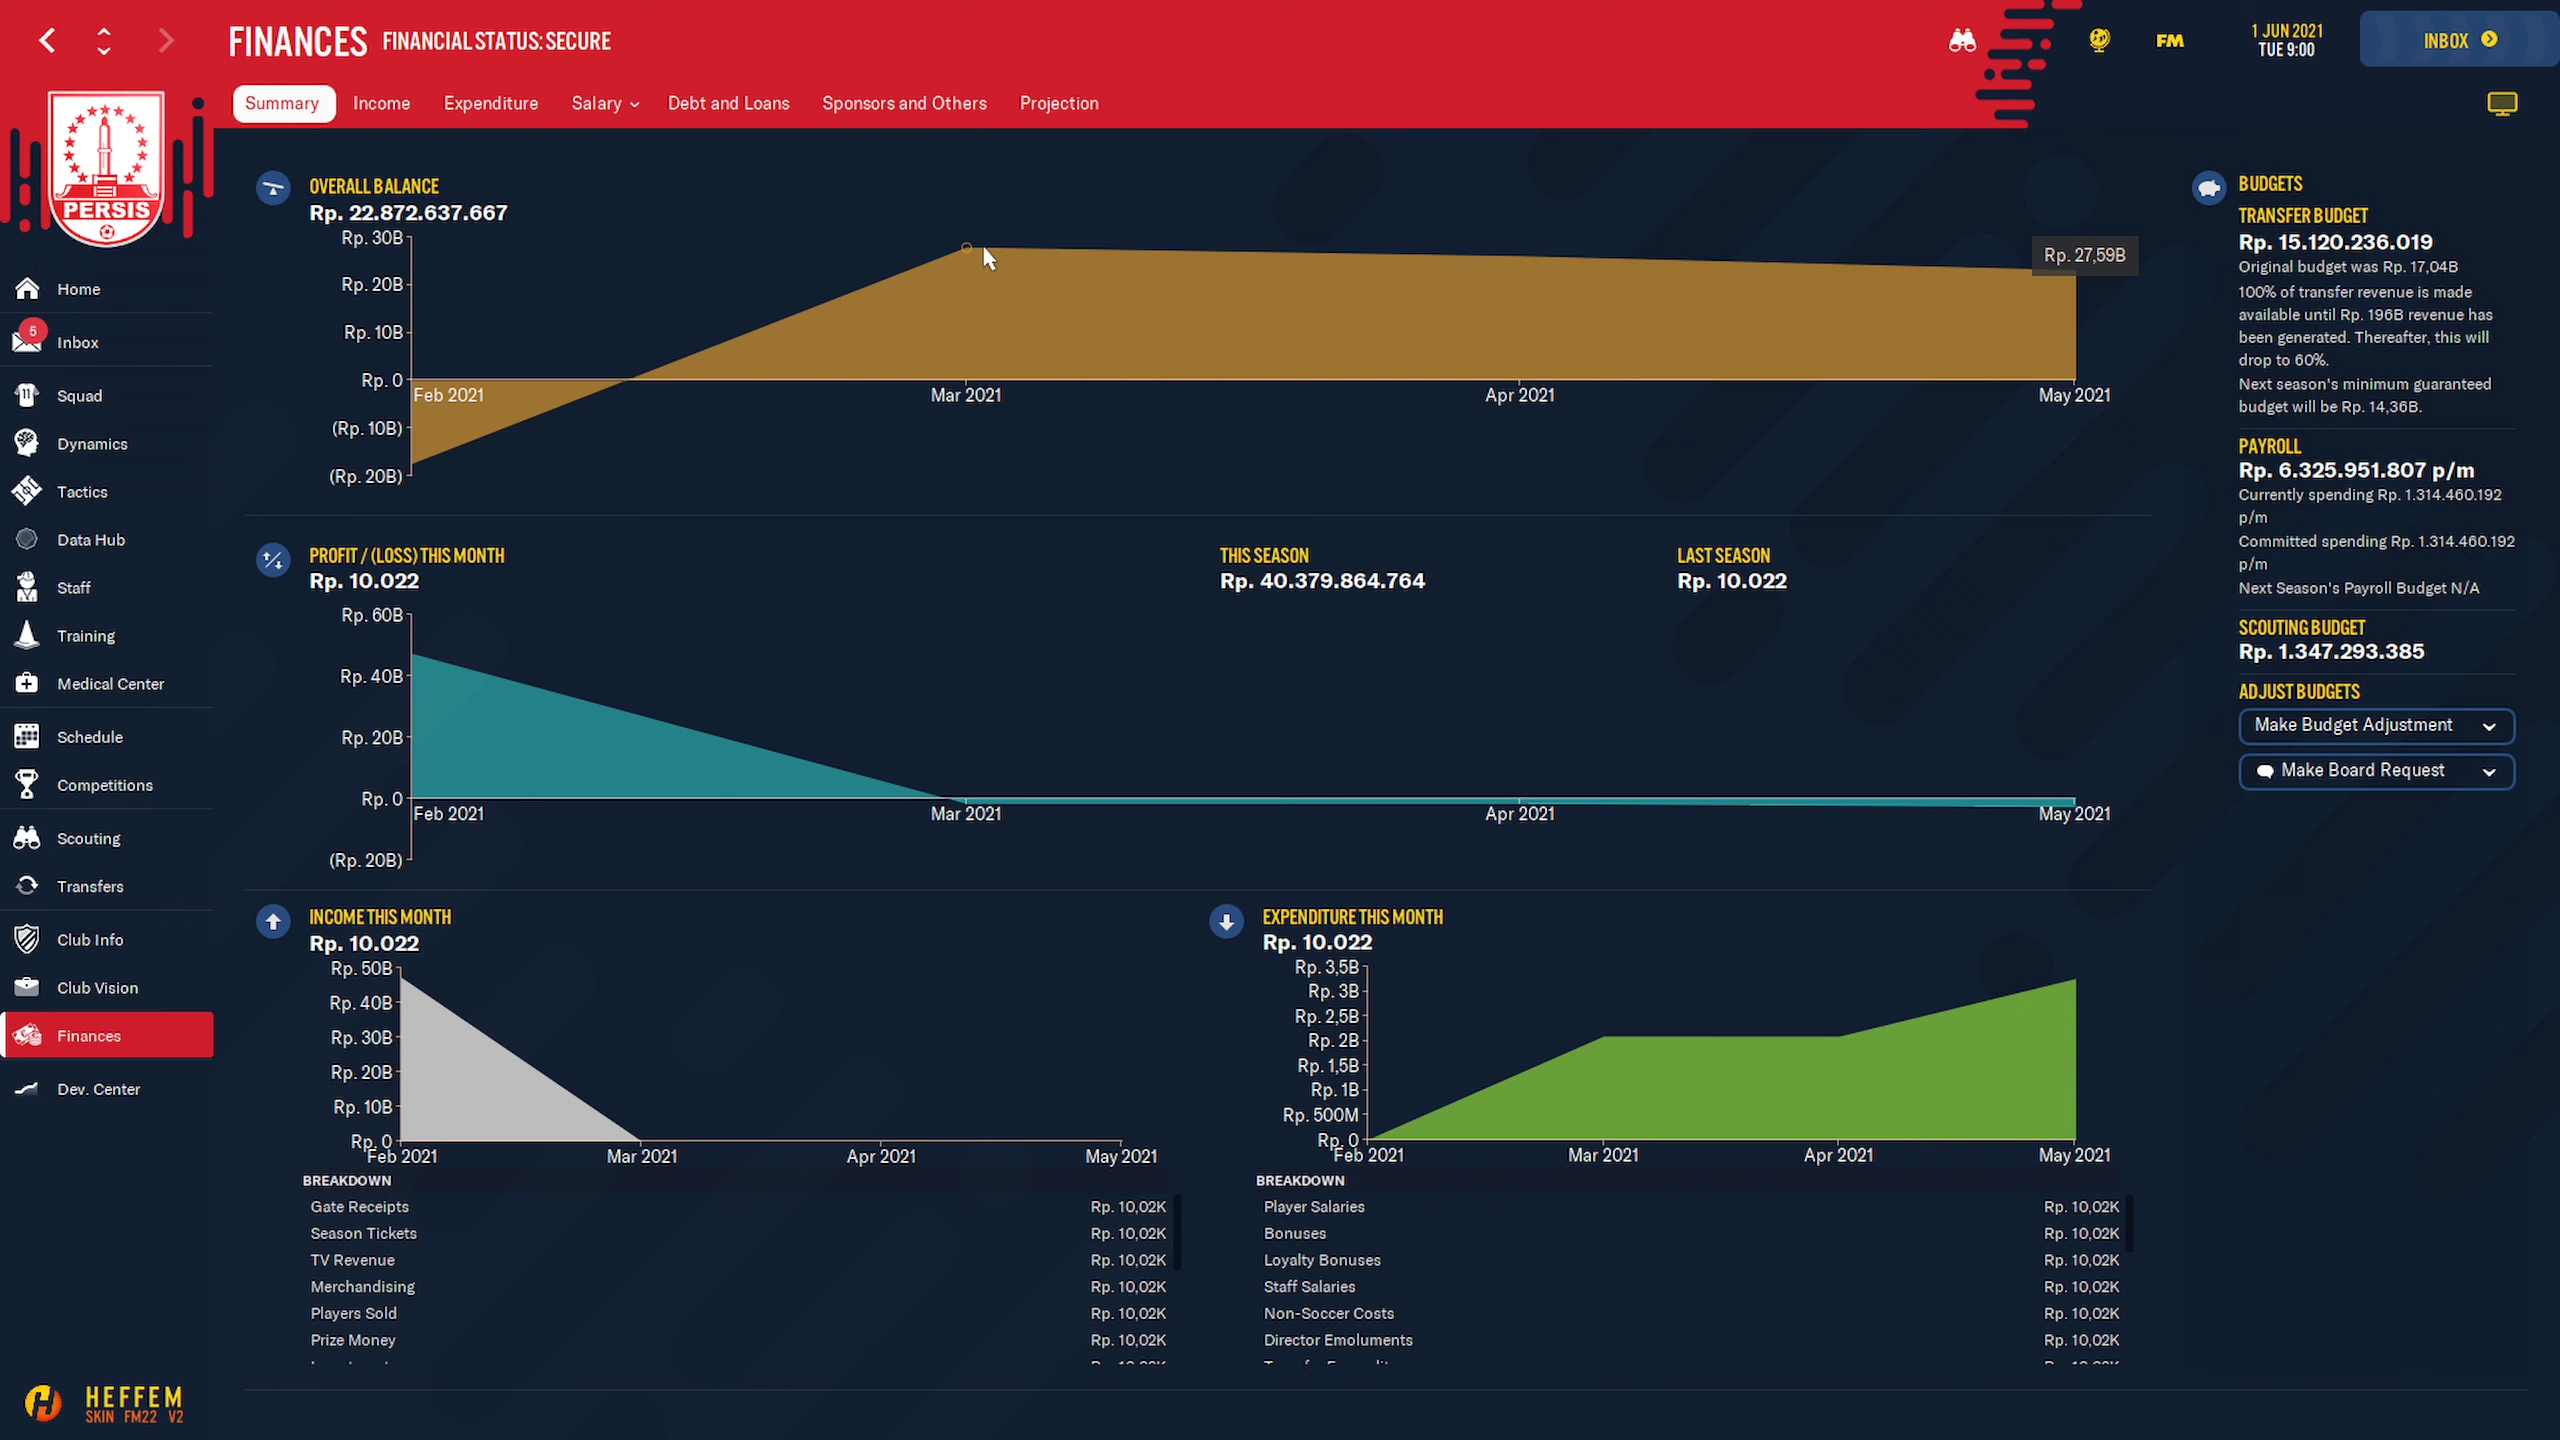 FINANCES
FINANCIAL STATUS: SECURE
FM
1 JUN 2021
TUE 9:00
INBOX
Summary
Income
Expenditure
Salary
Debt and Loans
Sponsors and Others
Projection
PERSIS
Home
5
Inbox
11
Squad
Dynamics
Tactics
Data Hub
Staff
Training
Medical Center
Schedule
Competitions
Scouting
Transfers
Club Info
Club Vision
Finances
Dev. Center
HEFFEM
SKIN FM22 V2
OVERALL BALANCE
Rp. 22.872.637.667
Rp. 30B
Rp. 20B
Rp. 10B
Rp. 0
(Rp. 10B)
(Rp. 20B)
Feb 2021
Mar 2021
Apr 2021
May 2021
Rp. 27,59B
PROFIT / (LOSS) THIS MONTH
Rp. 10.022
THIS SEASON
Rp. 40.379.864.764
LAST SEASON
Rp. 10.022
Rp. 60B
Rp. 40B
Rp. 20B
Rp. 0
(Rp. 20B)
Feb 2021
Mar 2021
Apr 2021
May 2021
INCOME THIS MONTH
Rp. 10.022
Rp. 50B
Rp. 40B
Rp. 30B
Rp. 20B
Rp. 10B
Rp. 0
Feb 2021
Mar 2021
Apr 2021
May 2021
BREAKDOWN
Gate Receipts Rp. 10,02K
Season Tickets Rp. 10,02K
TV Revenue Rp. 10,02K
Merchandising Rp. 10,02K
Players Sold Rp. 10,02K
Prize Money Rp. 10,02K
EXPENDITURE THIS MONTH
Rp. 10.022
Rp. 3,5B
Rp. 3B
Rp. 2,5B
Rp. 2B
Rp. 1,5B
Rp. 1B
Rp. 500M
Rp. 0
Feb 2021
Mar 2021
Apr 2021
May 2021
BREAKDOWN
Player Salaries Rp. 10,02K
Bonuses Rp. 10,02K
Loyalty Bonuses Rp. 10,02K
Staff Salaries Rp. 10,02K
Non-Soccer Costs Rp. 10,02K
Director Emoluments Rp. 10,02K
BUDGETS
TRANSFER BUDGET
Rp. 15.120.236.019
Original budget was Rp. 17,04B
100% of transfer revenue is made
available until Rp. 196B revenue has
been generated. Thereafter, this will
drop to 60%.
Next season's minimum guaranteed
budget will be Rp. 14,36B.
PAYROLL
Rp. 6.325.951.807 p/m
Currently spending Rp. 1.314.460.192
p/m
Committed spending Rp. 1.314.460.192
p/m
Next Season's Payroll Budget N/A
SCOUTING BUDGET
Rp. 1.347.293.385
ADJUST BUDGETS
Make Budget Adjustment
Make Board Request